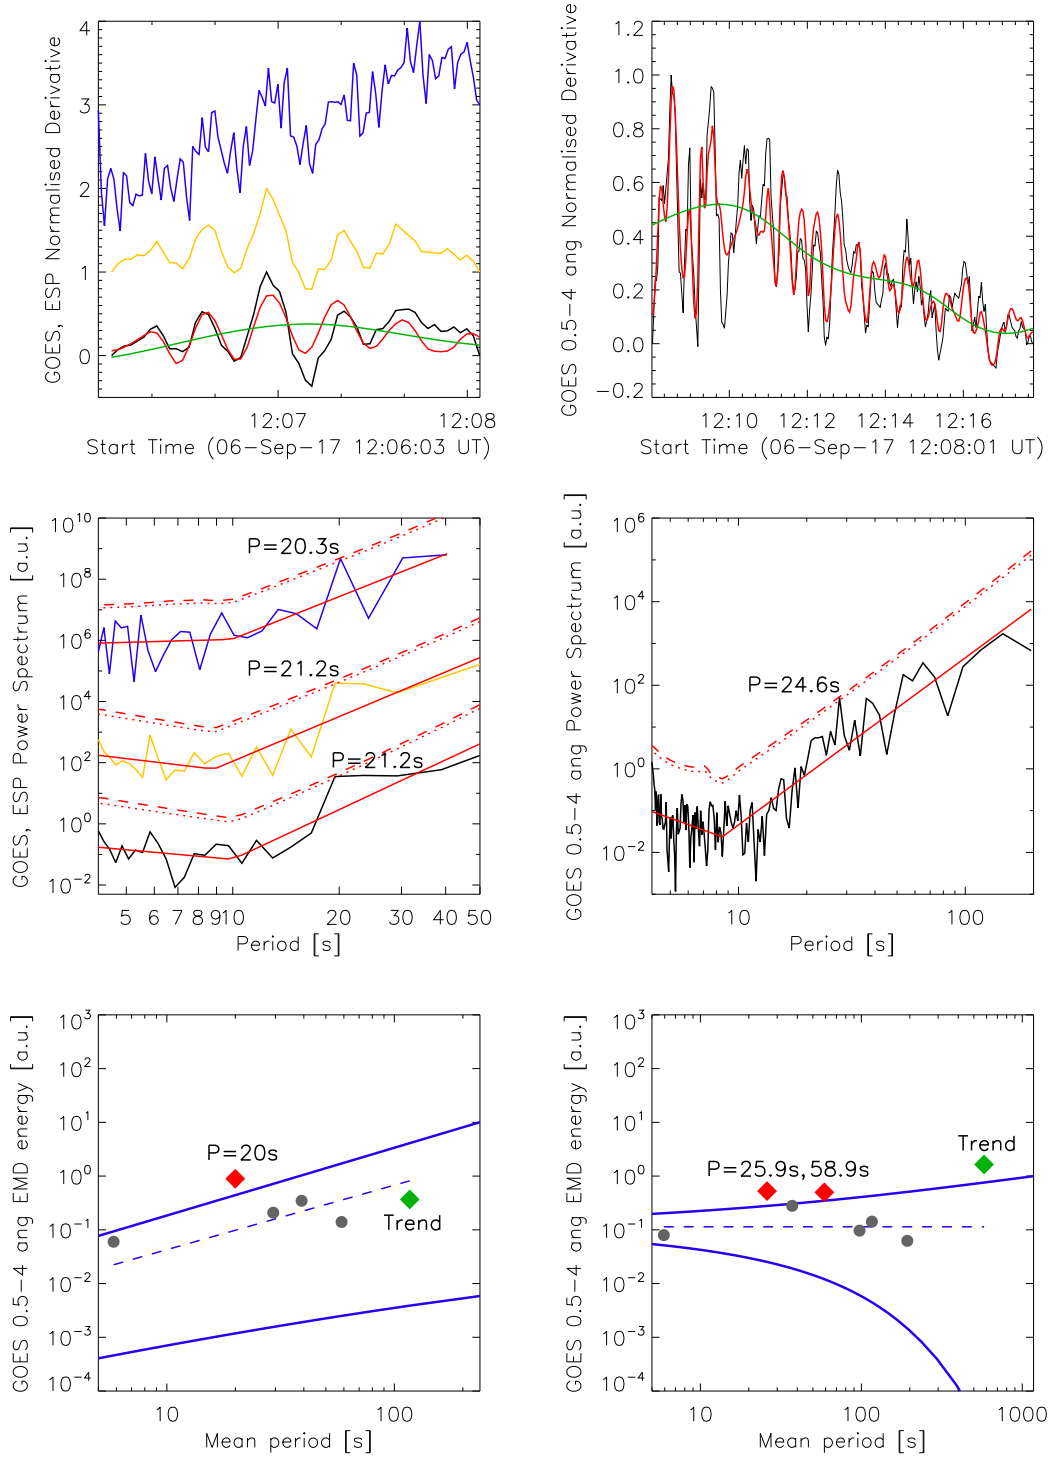 GOES, ESP Normalised Derivative
4
3
2
1
0
12:07 12:08
Start Time (06-Sep-17 12:06:03 UT)
GOES 0.5-4 ang Normalised Derivative
1.2
1.0
0.8
0.6
0.4
0.2
0.0
-0.2
12:10 12:12 12:14 12:16
Start Time (06-Sep-17 12:08:01 UT)
GOES, ESP Power Spectrum [a.u.]
10^10
10^8
10^6
10^4
10^2
10^0
10^-2
P=20.3s
P=21.2s
P=21.2s
5 6 7 8 9 10 20 30 40 50
Period [s]
GOES 0.5-4 ang Power Spectrum [a.u.]
10^6
10^4
10^2
10^0
10^-2
P=24.6s
10 100
Period [s]
GOES 0.5-4 ang EMD energy [a.u.]
10^3
10^2
10^1
10^0
10^-1
10^-2
10^-3
10^-4
P=20s
Trend
10 100
Mean period [s]
GOES 0.5-4 ang EMD energy [a.u.]
10^3
10^2
10^1
10^0
10^-1
10^-2
10^-3
10^-4
Trend
P=25.9s,58.9s
10 100 1000
Mean period [s]